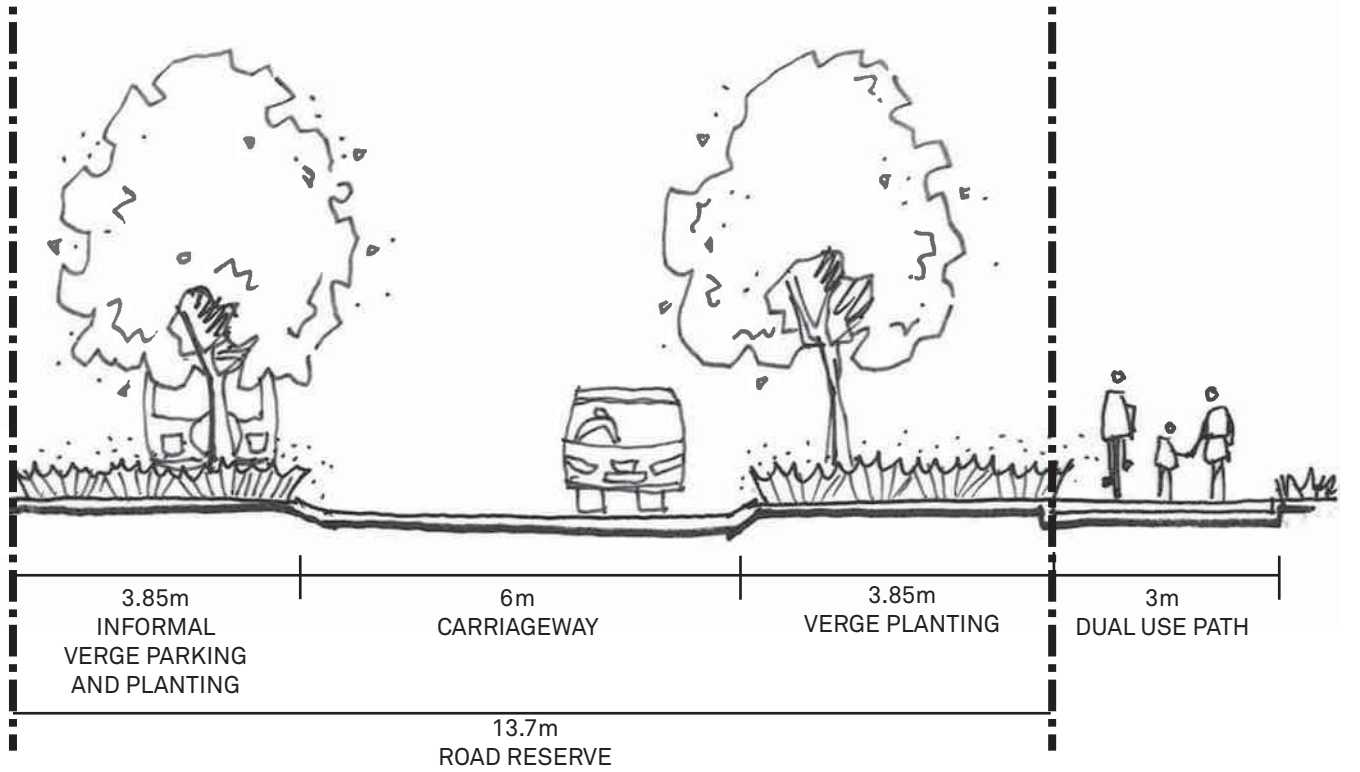 3.85m
INFORMAL
VERGE PARKING
AND PLANTING
6m
CARRIAGEWAY
3.85m
VERGE PLANTING
3m
DUAL USE PATH
13.7m
ROAD RESERVE